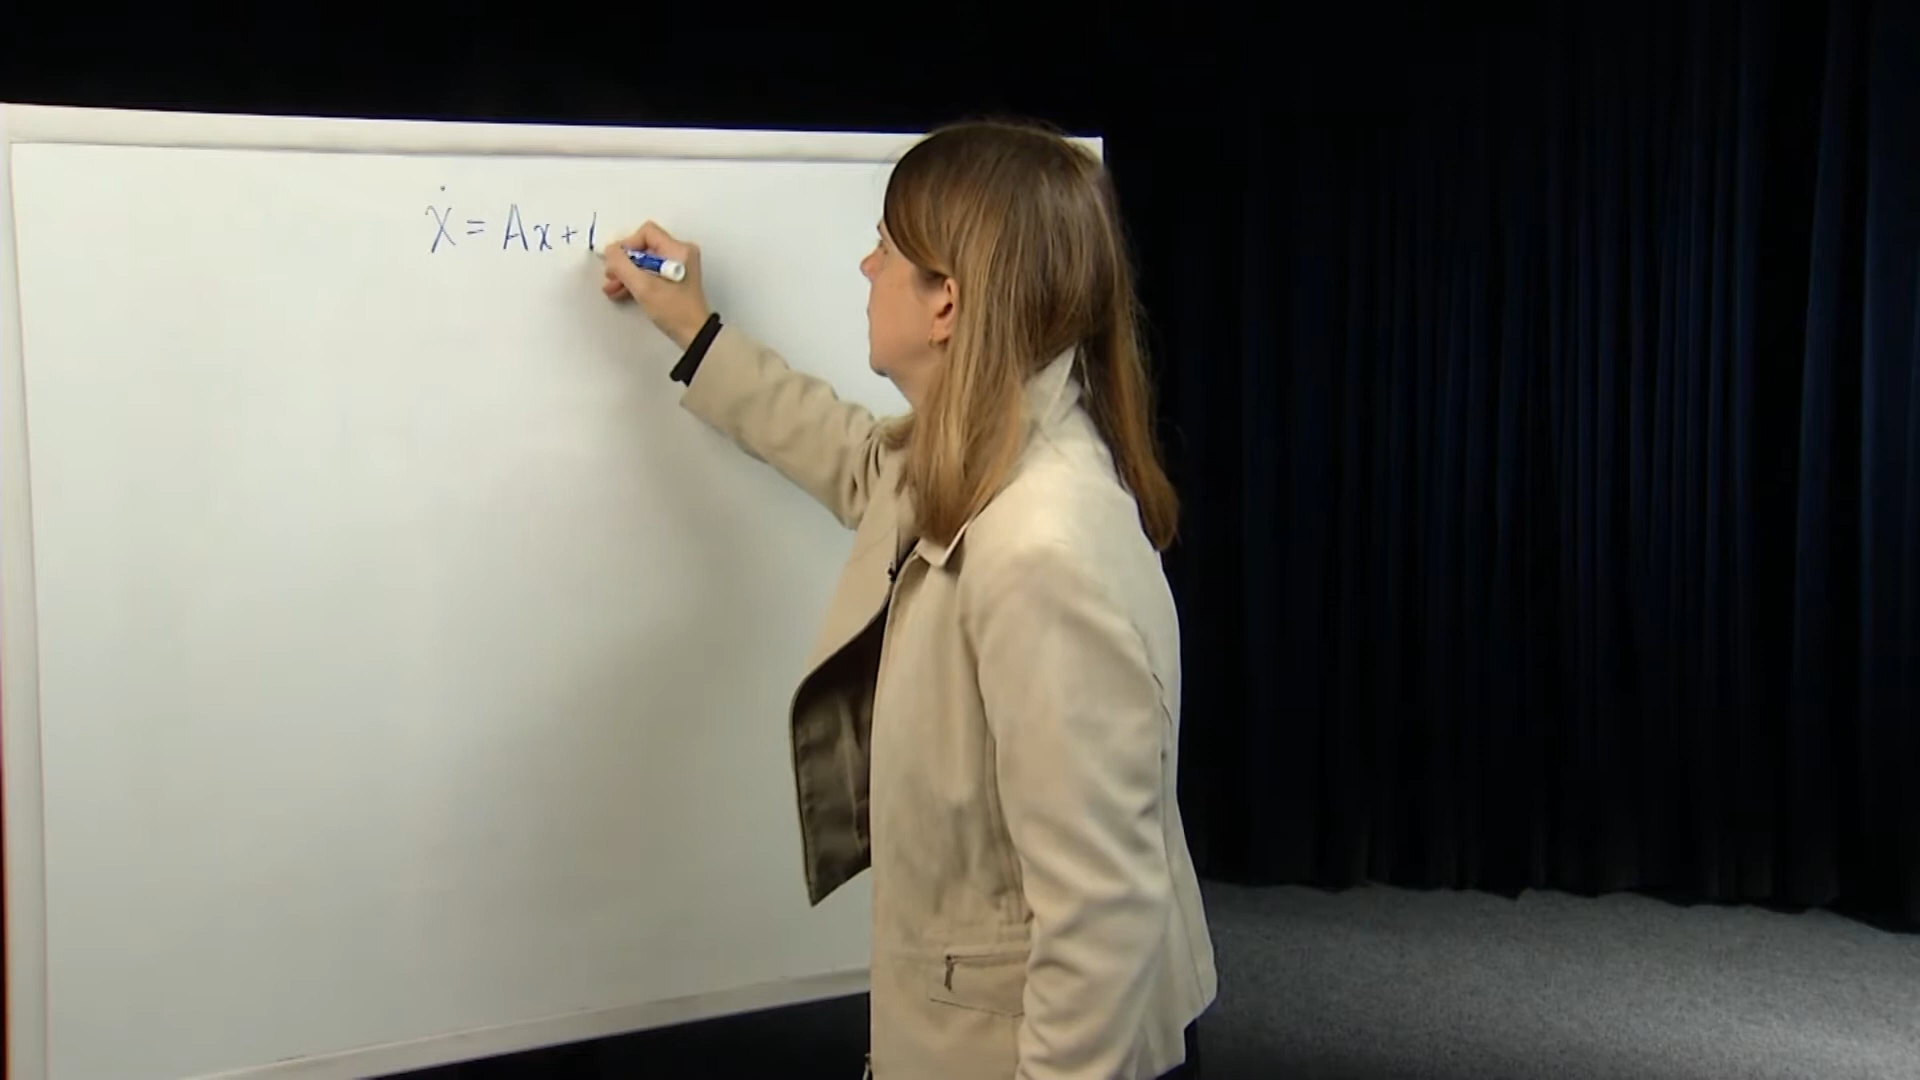 ẋ = Ax +